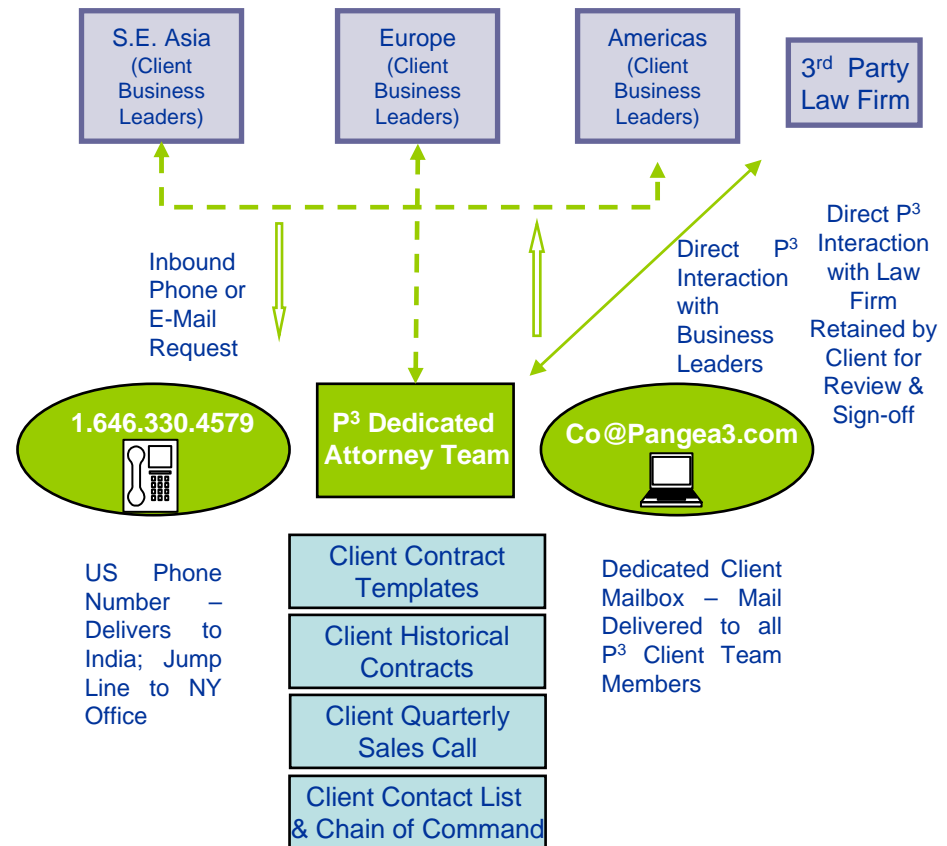 S.E. Asia
(Client
Business
Leaders)
Europe
(Client
Business
Leaders)
Americas
(Client
Business
Leaders)
3rd Party
Law Firm
Inbound
Phone or
E-Mail
Request
Direct P3
Interaction
with
Business
Leaders
Direct P3
Interaction
with Law
Firm
Retained by
Client for
Review &
Sign-off
1.646.330.4579
P3 Dedicated
Attorney Team
Co@Pangea3.com
US Phone
Number –
Delivers to
India; Jump
Line to NY
Office
Client Contract
Templates
Client Historical
Contracts
Client Quarterly
Sales Call
Client Contact List
& Chain of Command
Dedicated Client
Mailbox – Mail
Delivered to all
P3 Client Team
Members